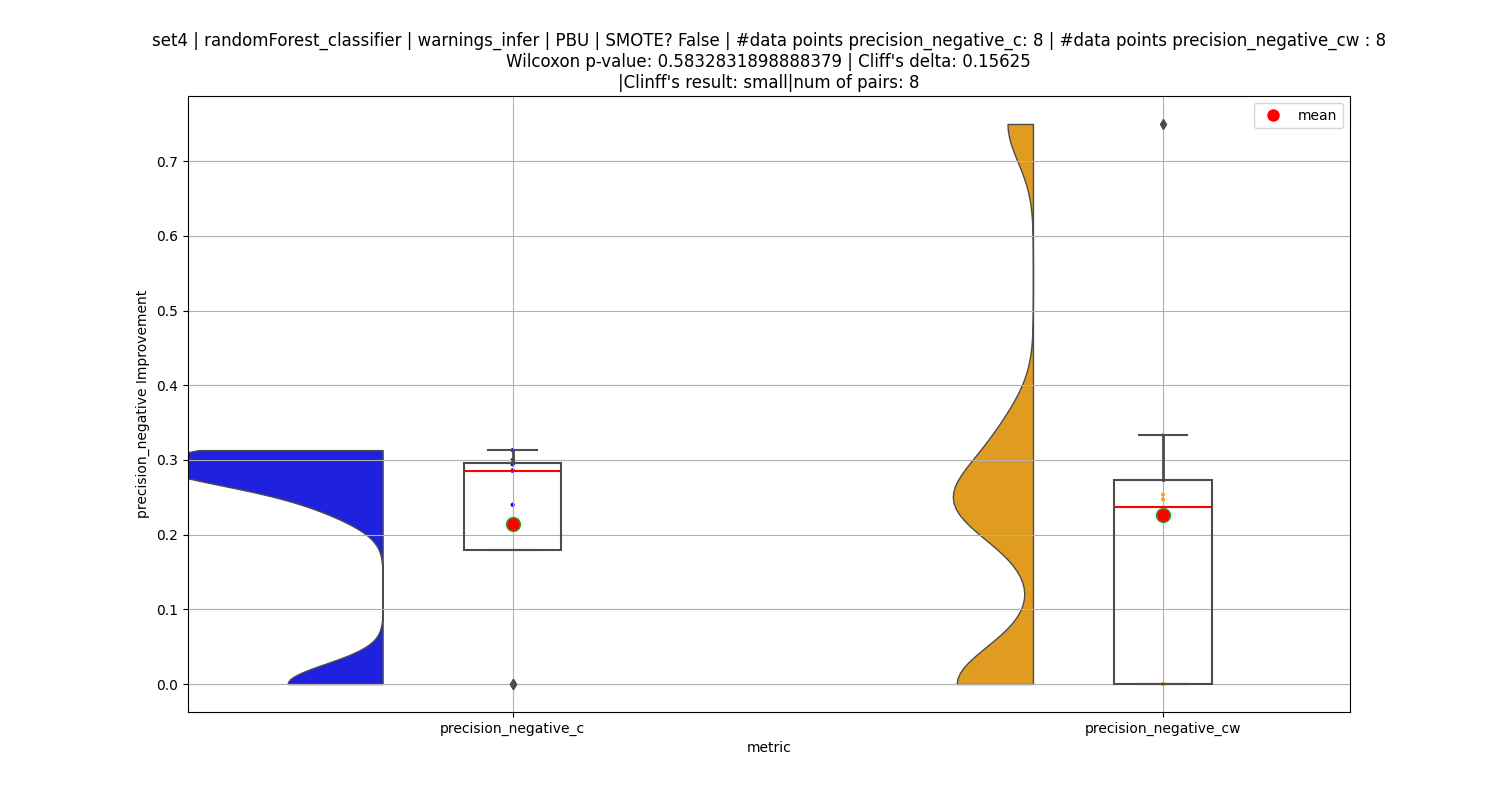 set4 | randomForest_classifier | warnings_infer | PBU | SMOTE? False | #data points precision_negative_c: 8 | #data points precision_negative_cw : 8
Wilcoxon p-value: 0.5832831898888379 | Cliff's delta: 0.15625
|Clinff's result: small|num of pairs: 8
mean
0.7
0.6
0.5
0.4
0.3
0.2
0.1
0.0
precision_negative Improvement
precision_negative_c
precision_negative_cw
metric